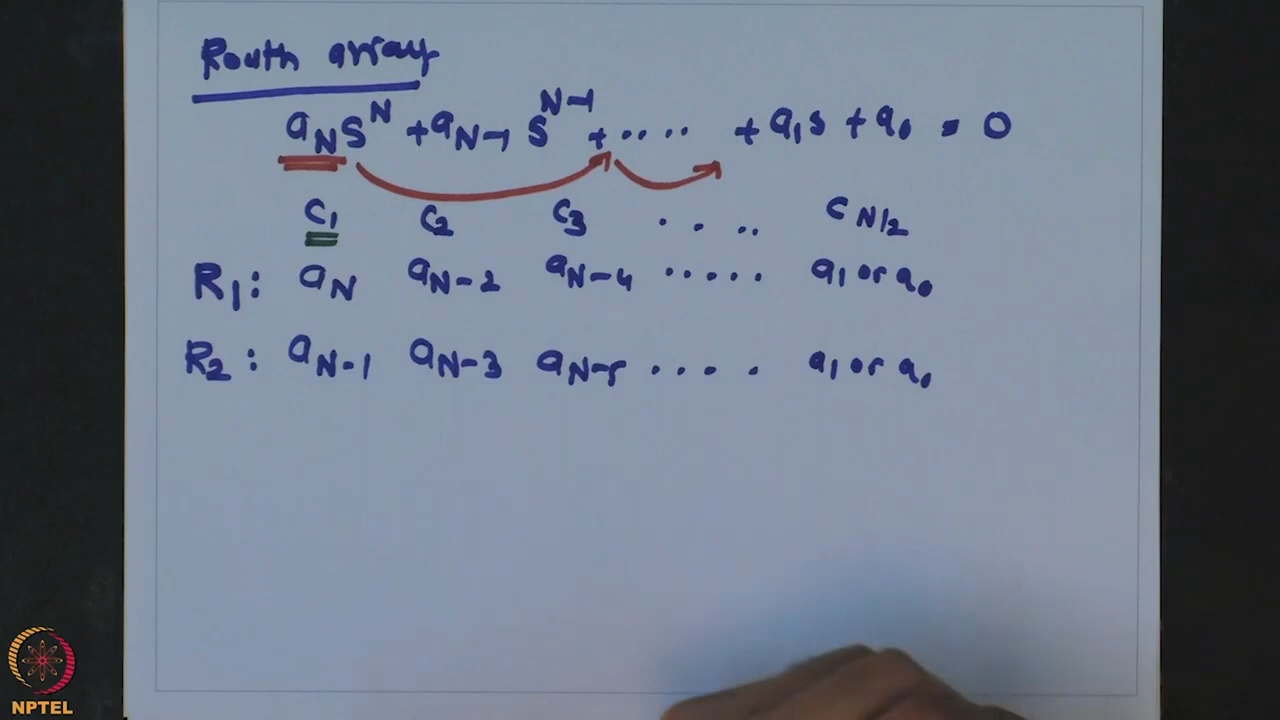 Routh array
a_N S^N + a_{N-1} S^{N-1} + .... + a_1 s + a_0 = 0
C_1 C_2 C_3 .... C_{N/2}
R_1: a_N a_{N-2} a_{N-4} ..... a_1 or a_0
R_2: a_{N-1} a_{N-3} a_{N-5} .... a_1 or a_0
NPTEL